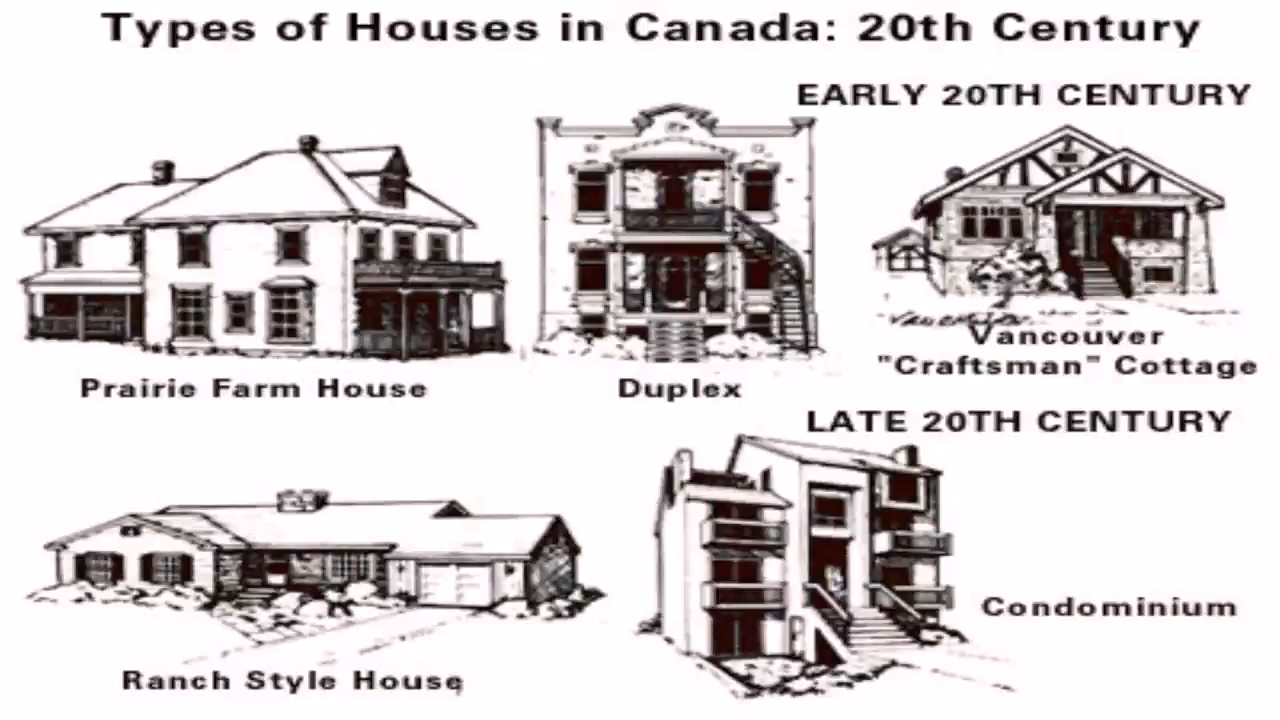 Types of Houses in Canada: 20th Century
EARLY 20TH CENTURY
Prairie Farm House
Duplex
Vancouver
"Craftsman" Cottage
LATE 20TH CENTURY
Ranch Style House
Condominium